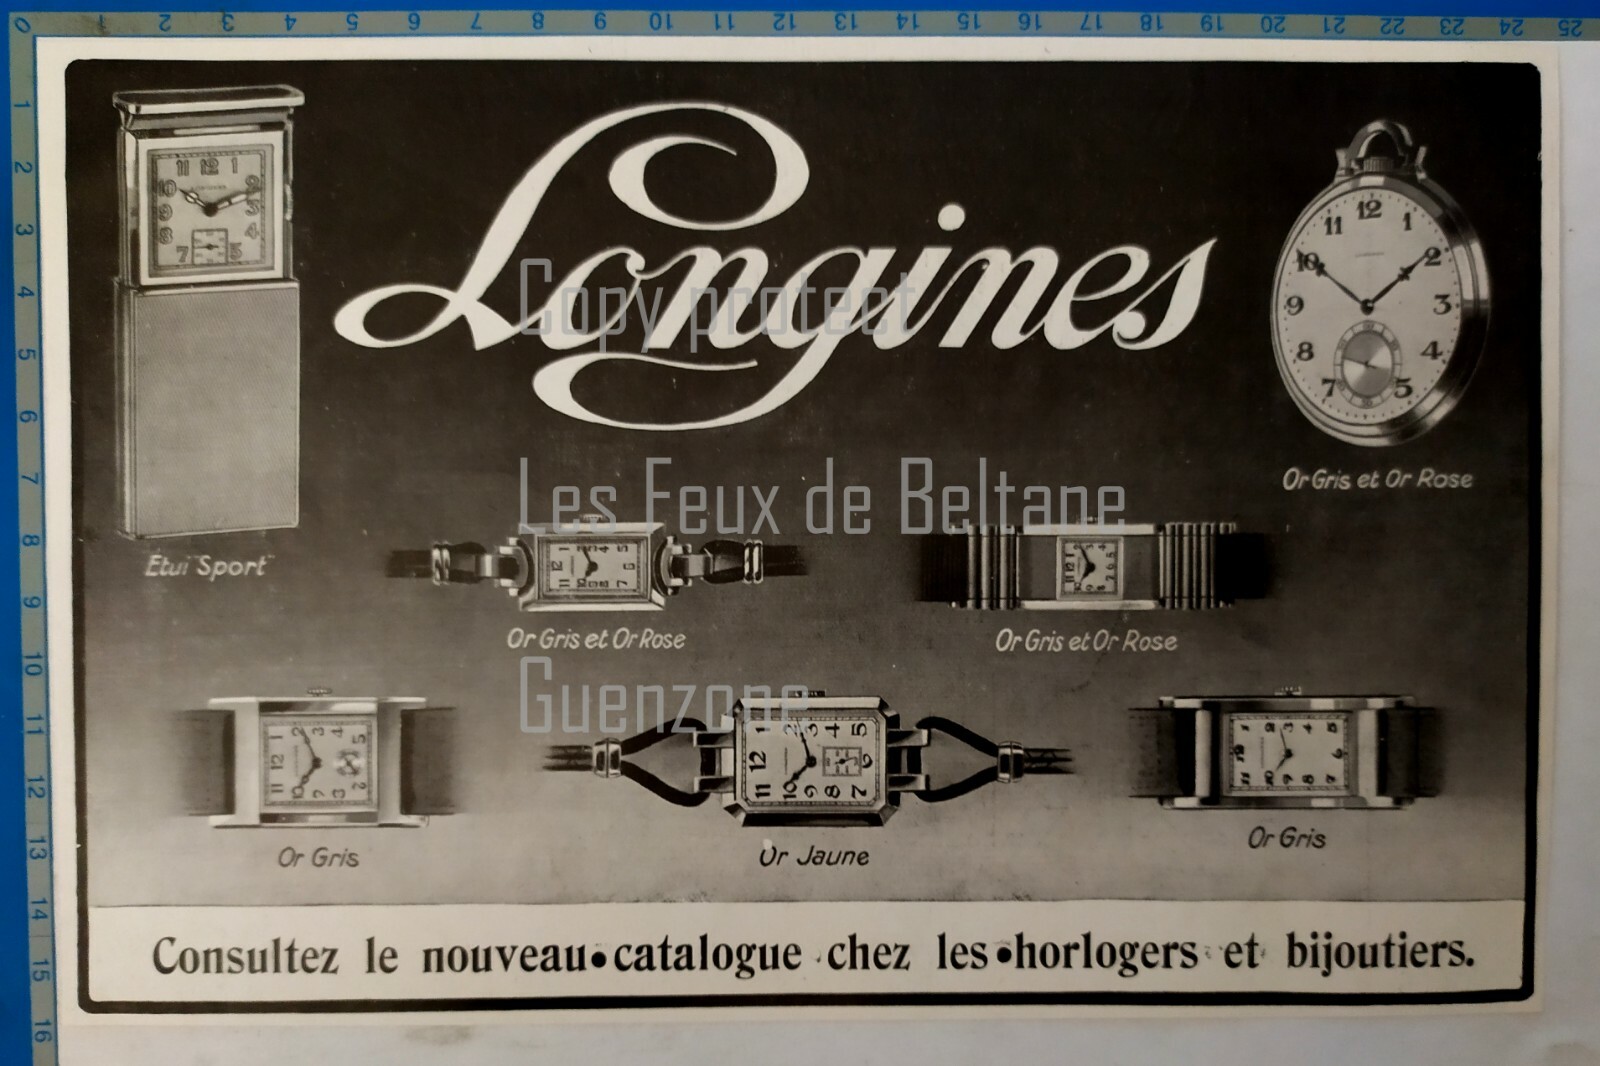 Longines
Copy protect
Les Feux de Beltane
Guenzone
Or Gris et Or Rose
Etui "Sport"
Or Gris et Or Rose
Or Gris et Or Rose
Or Gris
Or Jaune
Or Gris
Consultez le nouveau•catalogue chez les•horlogers et bijoutiers.